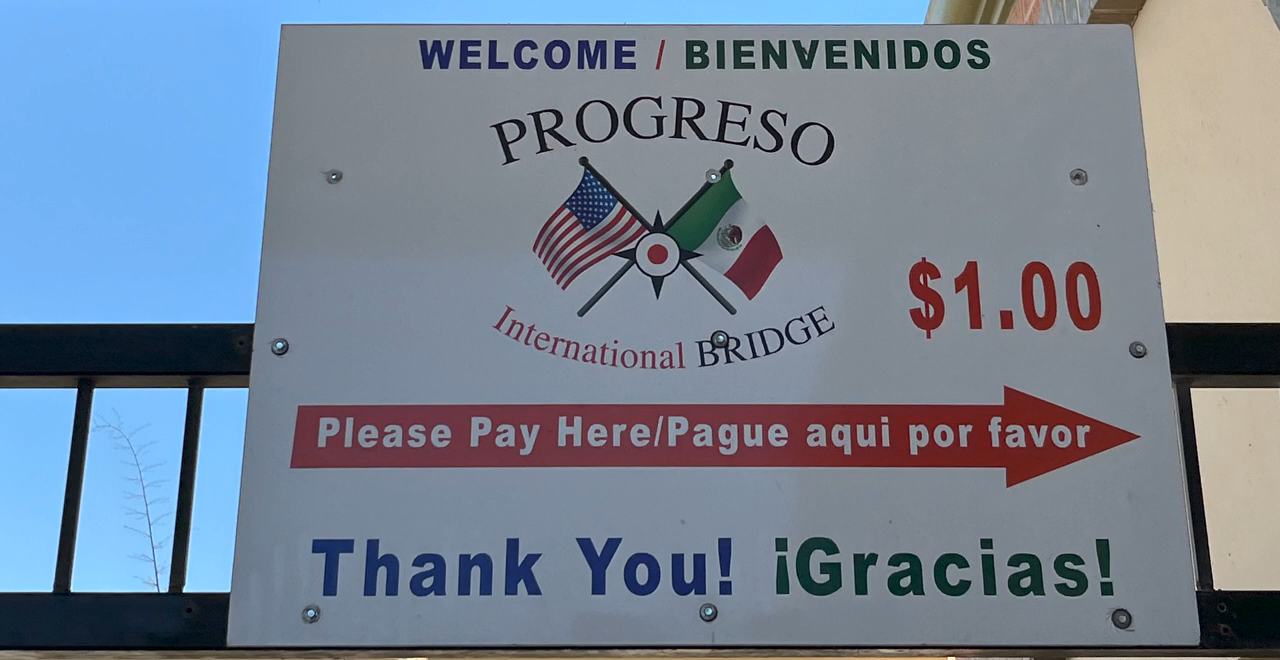 WELCOME / BIENVENIDOS
PROGRESO
International BRIDGE
$1.00
Please Pay Here/Pague aqui por favor
Thank You! ¡Gracias!